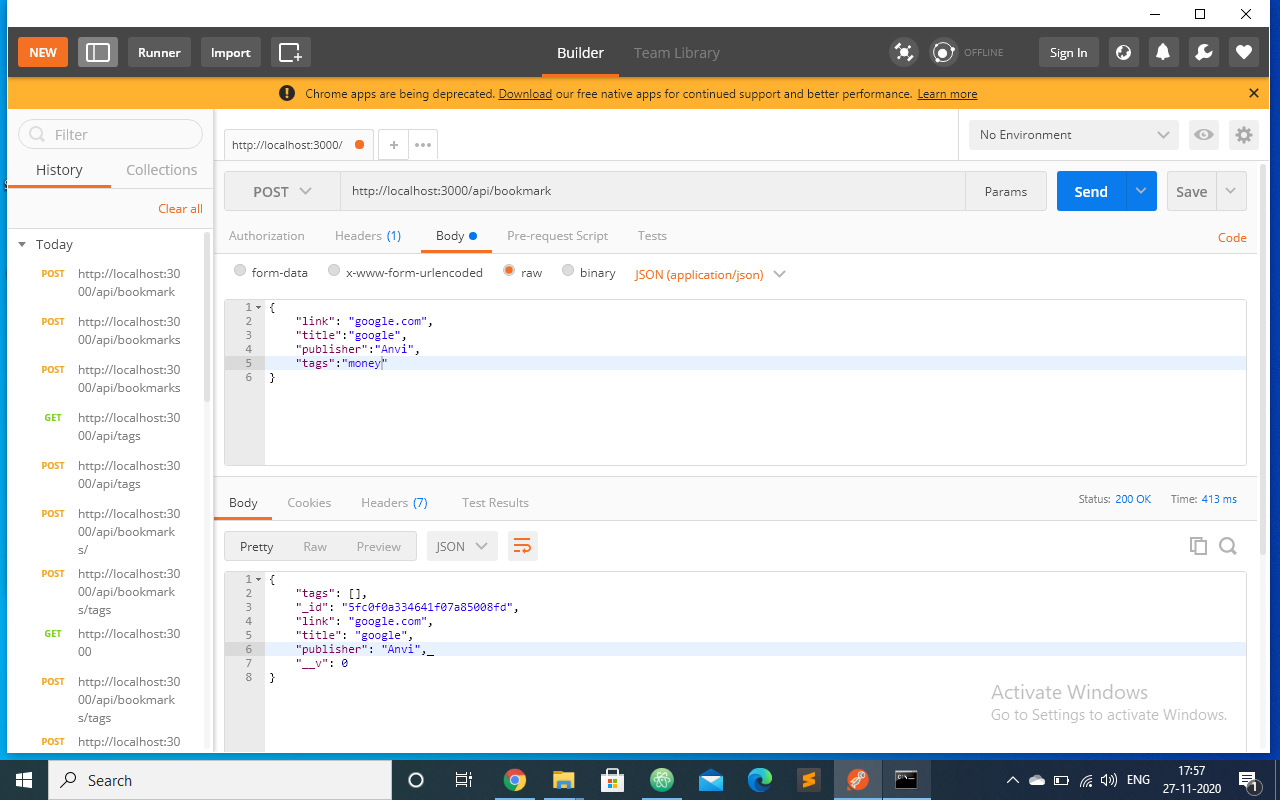 NEW Runner Import Builder Team Library OFFLINE Sign In
Chrome apps are being deprecated. Download our free native apps for continued support and better performance. Learn more
Filter
History Collections
Clear all
Today
POST http://localhost:3000/api/bookmark
POST http://localhost:3000/api/bookmarks
POST http://localhost:3000/api/bookmarks
GET http://localhost:3000/api/tags
POST http://localhost:3000/api/tags
POST http://localhost:3000/api/bookmarks/
POST http://localhost:3000/api/bookmarks/tags
GET http://localhost:3000
POST http://localhost:3000/api/bookmarks/tags
POST http://localhost:30
http://localhost:3000/ + ••• No Environment
POST http://localhost:3000/api/bookmark Params Send Save
Authorization Headers (1) Body Pre-request Script Tests Code
form-data x-www-form-urlencoded raw binary JSON (application/json)
1 {
2 "link": "google.com",
3 "title":"google",
4 "publisher":"Anvi",
5 "tags":"money"
6 }
Body Cookies Headers (7) Test Results Status: 200 OK Time: 413 ms
Pretty Raw Preview JSON
1 {
2 "tags": [],
3 "_id": "5fc0f0a334641f07a85008fd",
4 "link": "google.com",
5 "title": "google",
6 "publisher": "Anvi",_
7 "__v": 0
8 }
Activate Windows
Go to Settings to activate Windows.
Search ENG 17:57
27-11-2020
1